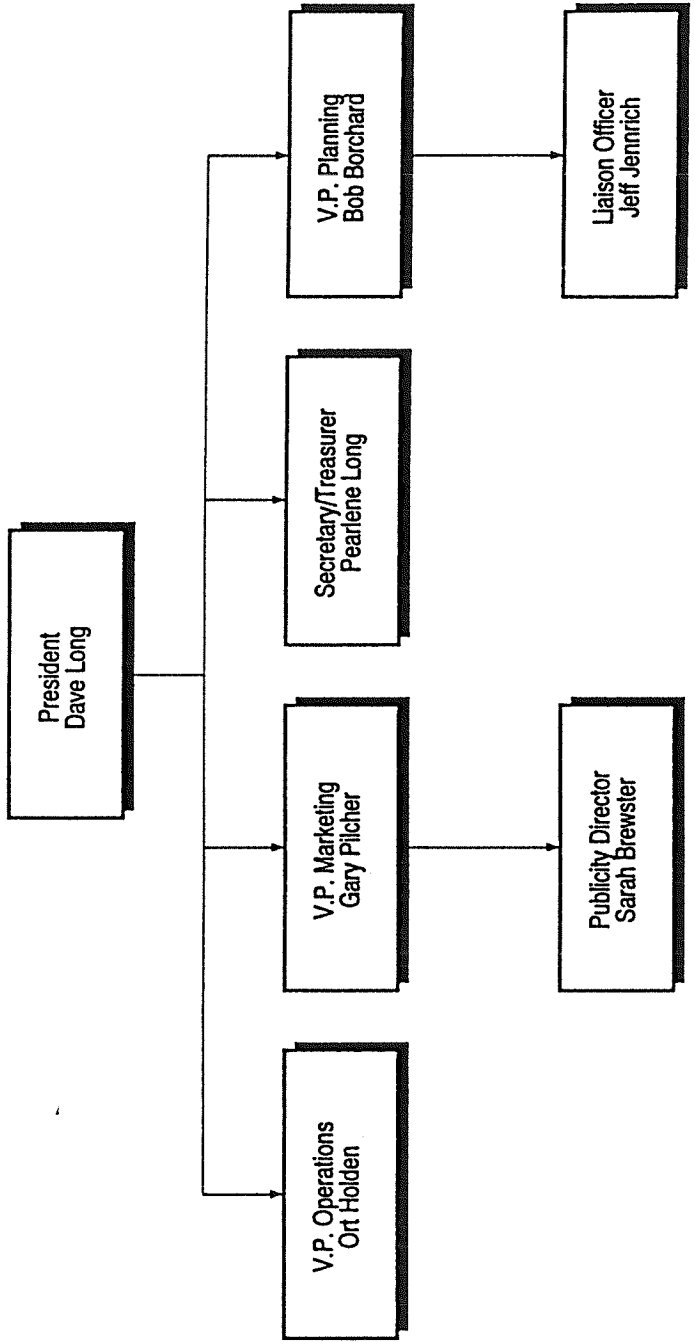 President
Dave Long
V.P. Operations
Ort Holden
V.P. Marketing
Gary Pilcher
Secretary/Treasurer
Pearlene Long
V.P. Planning
Bob Borchard
Publicity Director
Sarah Brewster
Liaison Officer
Jeff Jennrich